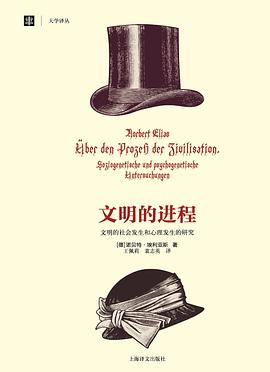 大学译丛
Norbert Elias
Über den Prozeß der Zivilisation.
Soziogenetische und psychogenetische
Untersuchungen
文明的进程
文明的社会发生和心理发生的研究
[德]诺贝特·埃利亚斯 著
王佩莉 袁志英 译
上海译文出版社